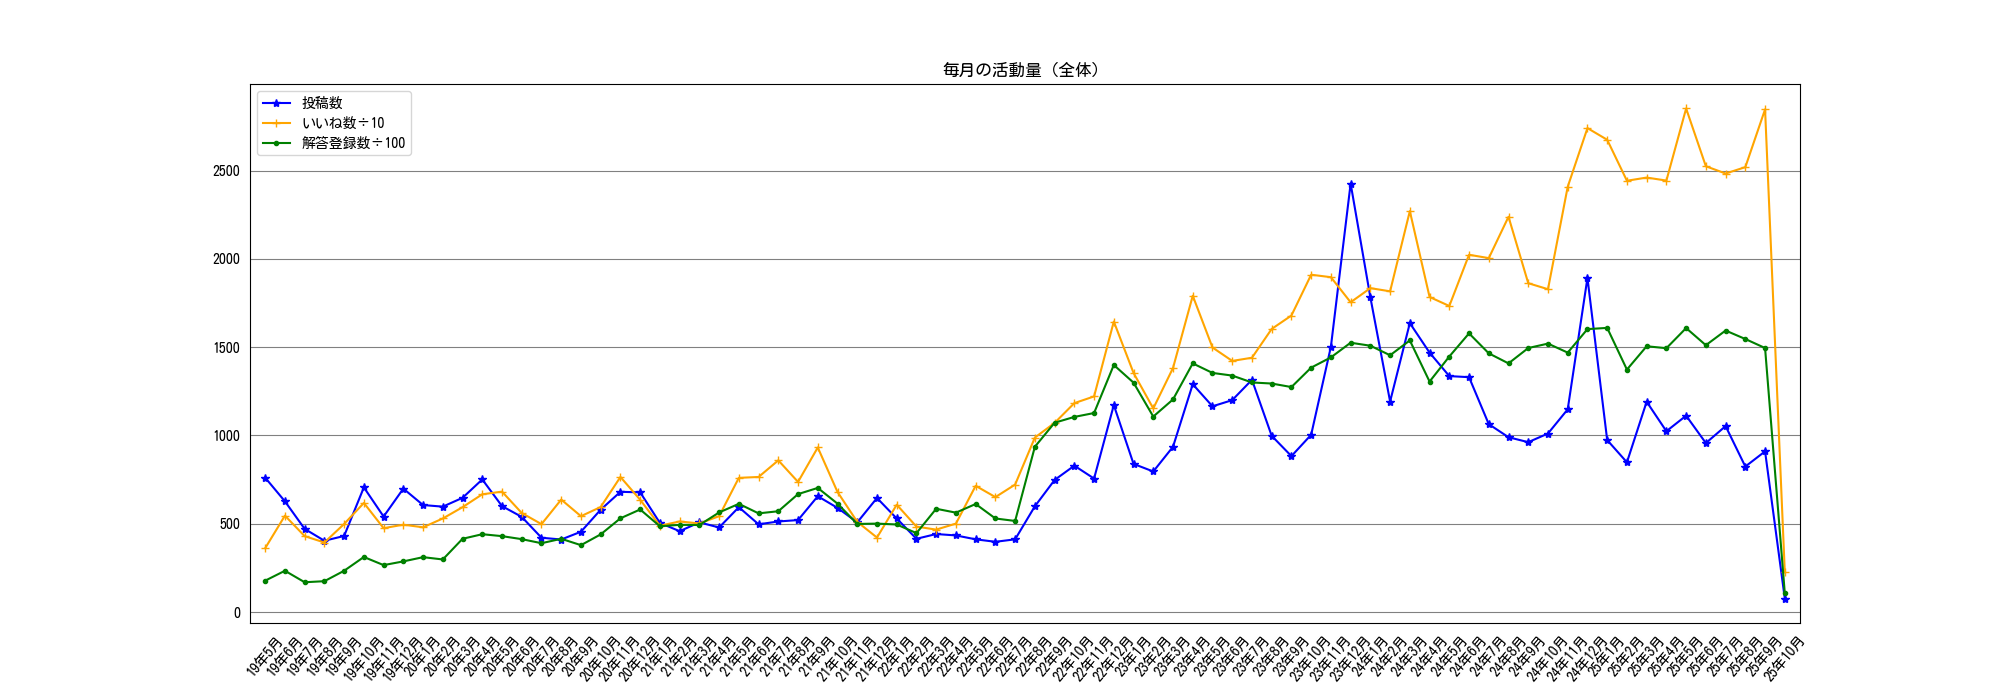 毎月の活動量（全体）
投稿数
いいね数÷10
解答登録数÷100
2500
2000
1500
1000
500
0
19年5月
19年6月
19年7月
19年8月
19年9月
19年10月
19年11月
19年12月
20年1月
20年2月
20年3月
20年4月
20年5月
20年6月
20年7月
20年8月
20年9月
20年10月
20年11月
20年12月
21年1月
21年2月
21年3月
21年4月
21年5月
21年6月
21年7月
21年8月
21年9月
21年10月
21年11月
21年12月
22年1月
22年2月
22年3月
22年4月
22年5月
22年6月
22年7月
22年8月
22年9月
22年10月
22年11月
22年12月
23年1月
23年2月
23年3月
23年4月
23年5月
23年6月
23年7月
23年8月
23年9月
23年10月
23年11月
23年12月
24年1月
24年2月
24年3月
24年4月
24年5月
24年6月
24年7月
24年8月
24年9月
24年10月
24年11月
24年12月
25年1月
25年2月
25年3月
25年4月
25年5月
25年6月
25年7月
25年8月
25年9月
25年10月